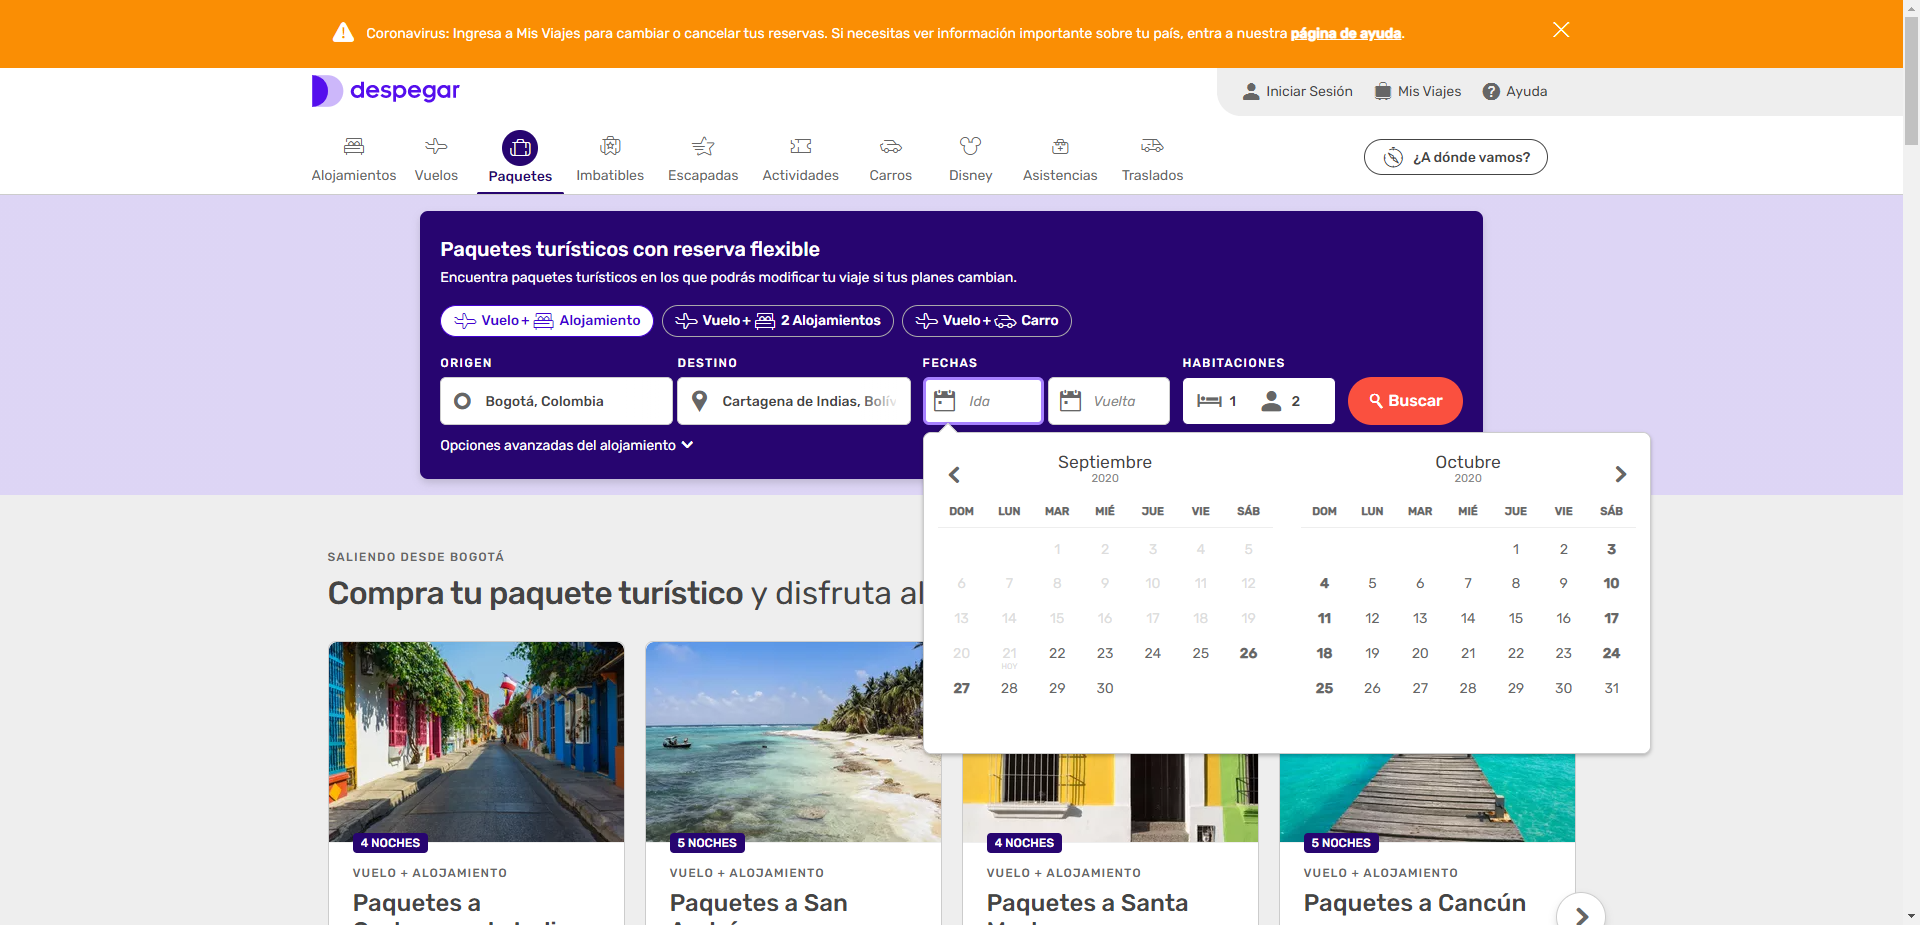 Coronavirus: Ingresa a Mis Viajes para cambiar o cancelar tus reservas. Si necesitas ver información importante sobre tu país, entra a nuestra página de ayuda.
despegar
Iniciar Sesión
Mis Viajes
Ayuda
Alojamientos
Vuelos
Paquetes
Imbatibles
Escapadas
Actividades
Carros
Disney
Asistencias
Traslados
¿A dónde vamos?
Paquetes turísticos con reserva flexible
Encuentra paquetes turísticos en los que podrás modificar tu viaje si tus planes cambian.
Vuelo + Alojamiento
Vuelo + 2 Alojamientos
Vuelo + Carro
ORIGEN
DESTINO
FECHAS
HABITACIONES
Bogotá, Colombia
Cartagena de Indias, Bolív
Ida
Vuelta
1
2
Buscar
Opciones avanzadas del alojamiento
Septiembre
2020
DOM LUN MAR MIÉ JUE VIE SÁB
1 2 3 4 5
6 7 8 9 10 11 12
13 14 15 16 17 18 19
20 21 22 23 24 25 26
HOY
27 28 29 30
Octubre
2020
DOM LUN MAR MIÉ JUE VIE SÁB
1 2 3
4 5 6 7 8 9 10
11 12 13 14 15 16 17
18 19 20 21 22 23 24
25 26 27 28 29 30 31
SALIENDO DESDE BOGOTÁ
Compra tu paquete turístico y disfruta al
4 NOCHES
VUELO + ALOJAMIENTO
Paquetes a
5 NOCHES
VUELO + ALOJAMIENTO
Paquetes a San
4 NOCHES
VUELO + ALOJAMIENTO
Paquetes a Santa
5 NOCHES
VUELO + ALOJAMIENTO
Paquetes a Cancún